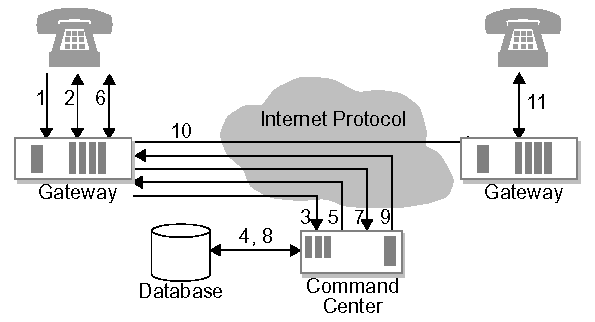 1
2
6
11
Internet Protocol
10
Gateway
Gateway
3
5
7
9
4, 8
Database
Command
Center